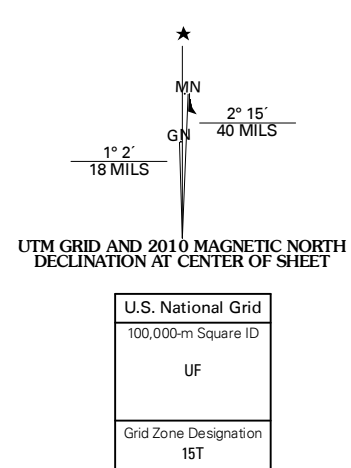 MN
2° 15´
40 MILS
GN
1° 2´
18 MILS
UTM GRID AND 2010 MAGNETIC NORTH
DECLINATION AT CENTER OF SHEET
U.S. National Grid
100,000-m Square ID
UF
Grid Zone Designation
15T